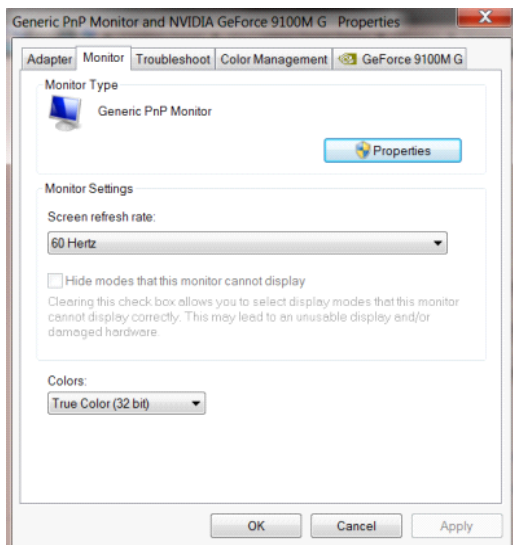 Generic PnP Monitor and NVIDIA GeForce 9100M G Properties
X
Adapter Monitor Troubleshoot Color Management GeForce 9100M G
Monitor Type
Generic PnP Monitor
Properties
Monitor Settings
Screen refresh rate:
60 Hertz
Hide modes that this monitor cannot display
Clearing this check box allows you to select display modes that this monitor
cannot display correctly. This may lead to an unusable display and/or
damaged hardware.
Colors:
True Color (32 bit)
OK Cancel Apply